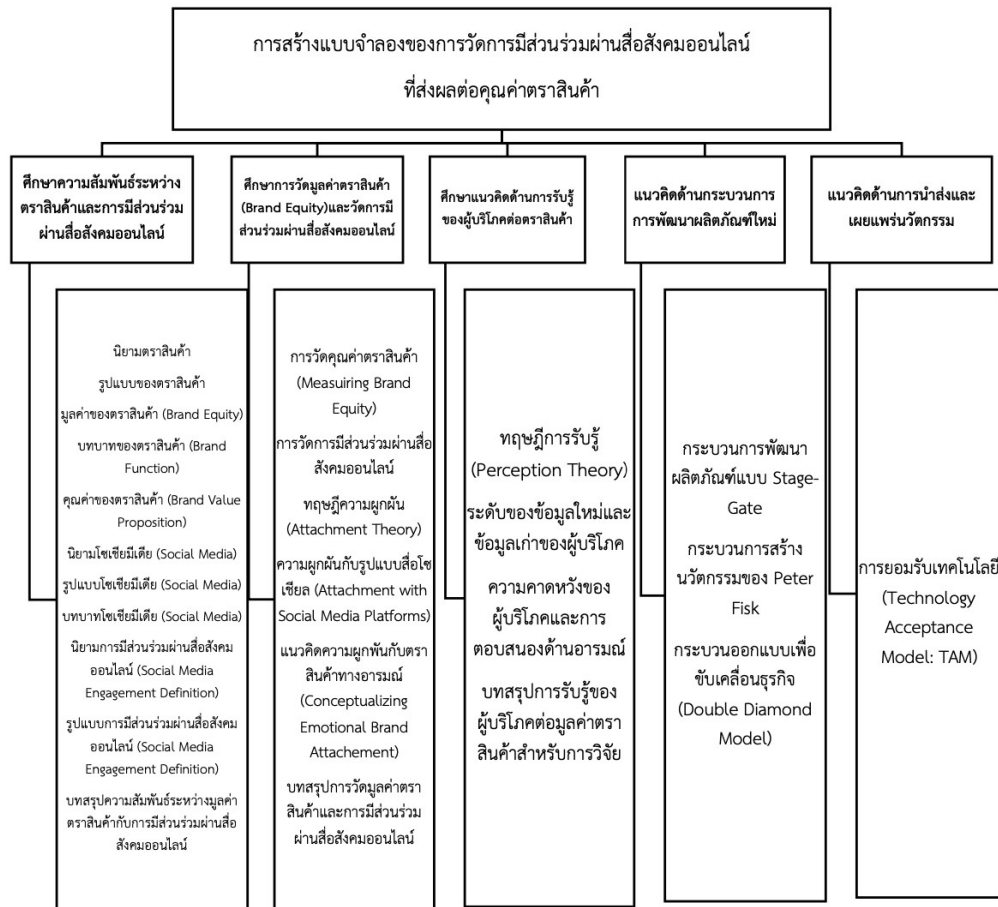 การสร้างแบบจำลองของการวัดการมีส่วนร่วมผ่านสื่อสังคมออนไลน์
ที่ส่งผลต่อคุณค่าตราสินค้า
ศึกษาความสัมพันธ์ระหว่าง
ตราสินค้าและการมีส่วนร่วม
ผ่านสื่อสังคมออนไลน์
ศึกษาการวัดมูลค่าตราสินค้า
(Brand Equity)และวัดการมี
ส่วนร่วมผ่านสื่อสังคมออนไลน์
ศึกษาแนวคิดด้านการรับรู้
ของผู้บริโภคต่อตราสินค้า
แนวคิดด้านกระบวนการ
การพัฒนาผลิตภัณฑ์ใหม่
แนวคิดด้านการนำส่งและ
เผยแพร่นวัตกรรม
นิยามตราสินค้า
รูปแบบของตราสินค้า
มูลค่าของตราสินค้า (Brand Equity)
บทบาทของตราสินค้า (Brand
Function)
คุณค่าของตราสินค้า (Brand Value
Proposition)
นิยามโซเชียมีเดีย (Social Media)
รูปแบบโซเชียมีเดีย (Social Media)
บทบาทโซเชียมีเดีย (Social Media)
นิยามการมีส่วนร่วมผ่านสื่อสังคม
ออนไลน์ (Social Media
Engagement Definition)
รูปแบบการมีส่วนร่วมผ่านสื่อสังคม
ออนไลน์ (Social Media
Engagement Definition)
บทสรุปความสัมพันธ์ระหว่างมูลค่า
ตราสินค้ากับการมีส่วนร่วมผ่านสื่อ
สังคมออนไลน์
การวัดคุณค่าตราสินค้า
(Measuring Brand
Equity)
การวัดการมีส่วนร่วมผ่านสื่อ
สังคมออนไลน์
ทฤษฎีความผูกผัน
(Attachment Theory)
ความผูกผันกับรูปแบบสื่อโซ
เชียล (Attachment with
Social Media Platforms)
แนวคิดความผูกพันกับตรา
สินค้าทางอารมณ์
(Conceptualizing
Emotional Brand
Attachement)
บทสรุปการวัดมูลค่าตรา
สินค้าและการมีส่วนร่วม
ผ่านสื่อสังคมออนไลน์
ทฤษฎีการรับรู้
(Perception Theory)
ระดับของข้อมูลใหม่และ
ข้อมูลเก่าของผู้บริโภค
ความคาดหวังของ
ผู้บริโภคและการ
ตอบสนองด้านอารมณ์
บทสรุปการรับรู้ของ
ผู้บริโภคต่อมูลค่าตรา
สินค้าสำหรับการวิจัย
กระบวนการพัฒนา
ผลิตภัณฑ์แบบ Stage-
Gate
กระบวนการสร้าง
นวัตกรรมของ Peter
Fisk
กระบวนออกแบบเพื่อ
ขับเคลื่อนธุรกิจ
(Double Diamond
Model)
การยอมรับเทคโนโลยี
(Technology
Acceptance
Model: TAM)